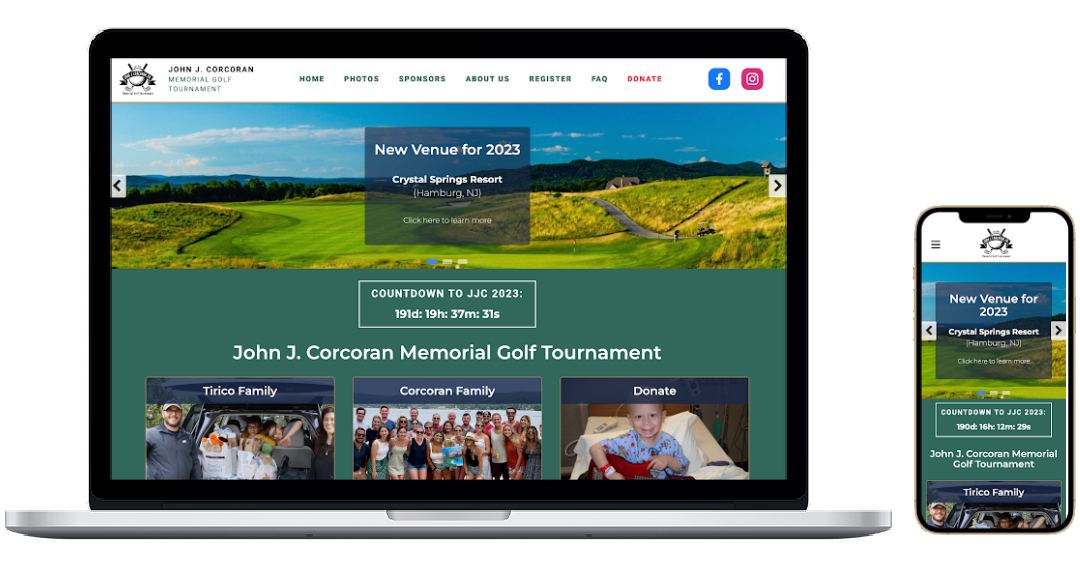 JOHN J. CORCORAN
MEMORIAL GOLF
TOURNAMENT
HOME PHOTOS SPONSORS ABOUT US REGISTER FAQ DONATE
New Venue for 2023
Crystal Springs Resort
(Hamburg, NJ)
Click here to learn more
COUNTDOWN TO JJC 2023:
191d: 19h: 37m: 31s
John J. Corcoran Memorial Golf Tournament
Tirico Family
Corcoran Family
Donate
New Venue for
2023
Crystal Springs Resort
(Hamburg, NJ)
Click here to learn more
COUNTDOWN TO JJC 2023:
190d: 16h: 12m: 29s
John J. Corcoran Memorial
Golf Tournament
Tirico Family